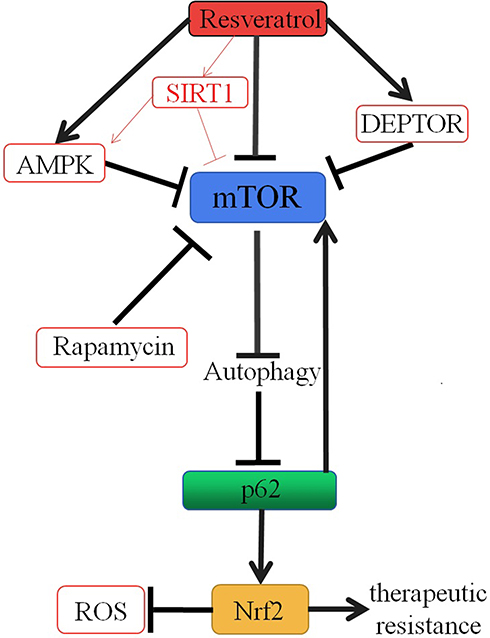 Resveratrol
SIRT1
DEPTOR
AMPK
mTOR
Rapamycin
Autophagy
p62
ROS
Nrf2
therapeutic
resistance